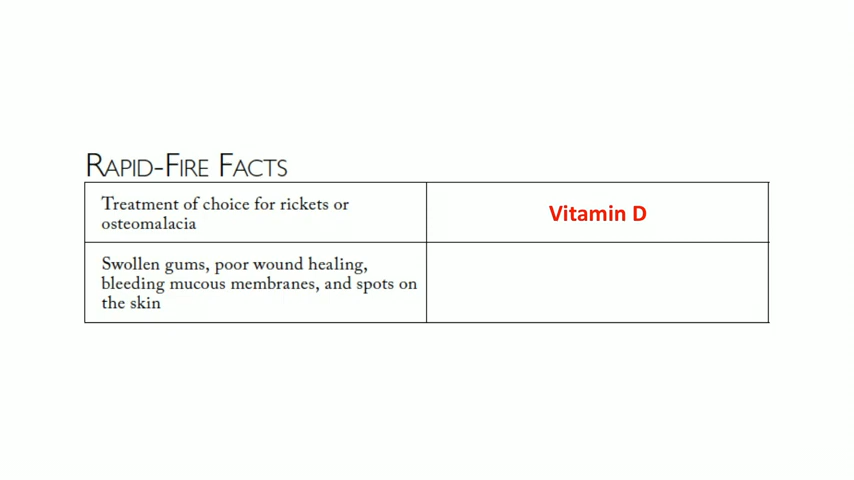 RAPID-FIRE FACTS
Treatment of choice for rickets or
osteomalacia
Vitamin D
Swollen gums, poor wound healing,
bleeding mucous membranes, and spots on
the skin